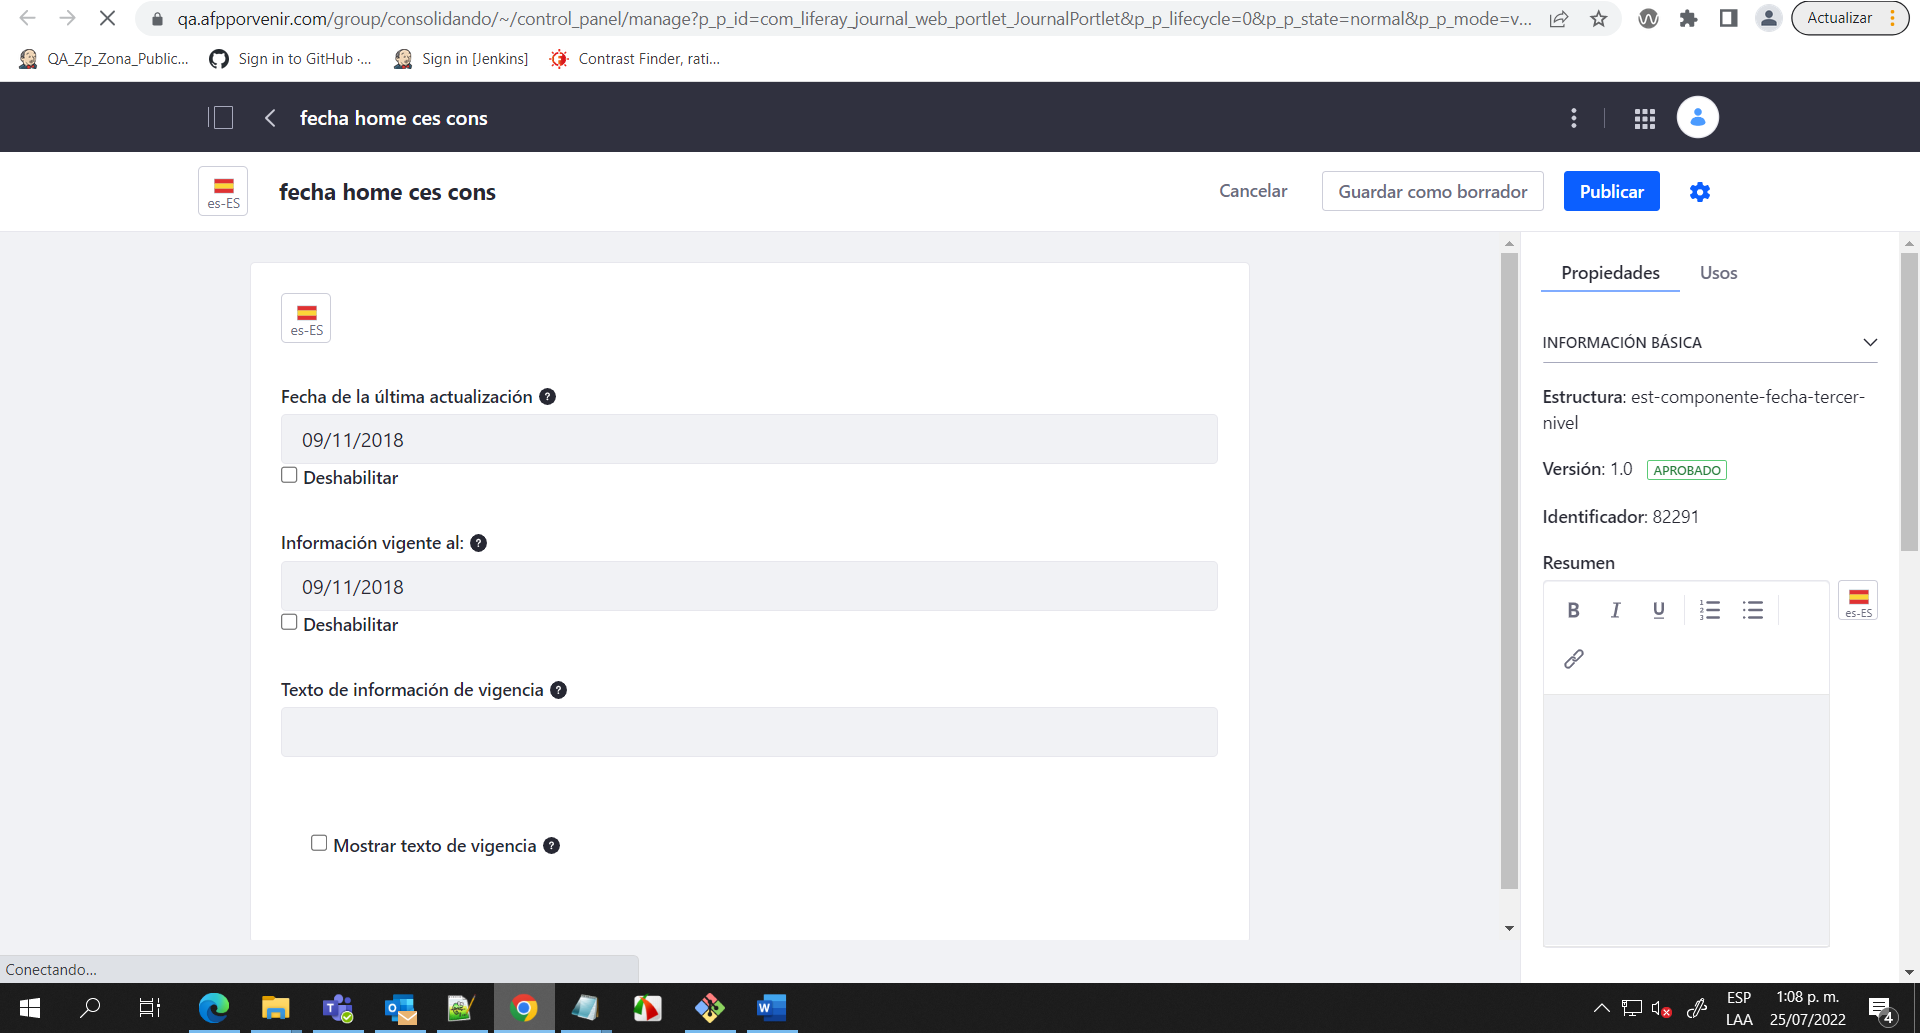 qa.afpporvenir.com/group/consolidando/~/control_panel/manage?p_p_id=com_liferay_journal_web_portlet_JournalPortlet&p_p_lifecycle=0&p_p_state=normal&p_p_mode=v...
Actualizar
QA_Zp_Zona_Public...
Sign in to GitHub ·...
Sign in [Jenkins]
Contrast Finder, rati...
fecha home ces cons
es-ES
fecha home ces cons
Cancelar
Guardar como borrador
Publicar
es-ES
Fecha de la última actualización ?
09/11/2018
Deshabilitar
Información vigente al: ?
09/11/2018
Deshabilitar
Texto de información de vigencia ?
Mostrar texto de vigencia ?
Propiedades
Usos
INFORMACIÓN BÁSICA
Estructura: est-componente-fecha-tercer-
nivel
Versión: 1.0 APROBADO
Identificador: 82291
Resumen
B I U
es-ES
Conectando...
ESP
LAA
1:08 p. m.
25/07/2022
4